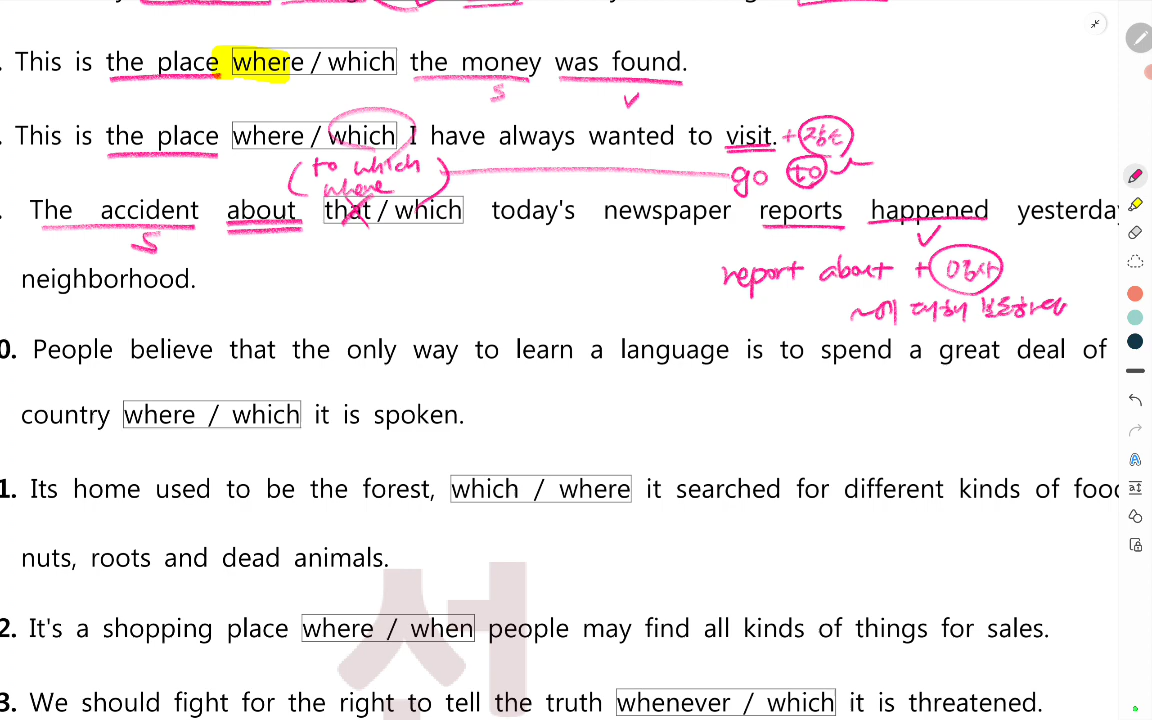 . This is the place where / which the money was found.
S V
. This is the place where / which I have always wanted to visit. + 장소
( to which where ) go to ~
. The accident about that / which today's newspaper reports happened yesterday
S V
neighborhood.
report about + 명사
~에 대해 보도하다
0. People believe that the only way to learn a language is to spend a great deal of
country where / which it is spoken.
1. Its home used to be the forest, which / where it searched for different kinds of food
nuts, roots and dead animals.
2. It's a shopping place where / when people may find all kinds of things for sales.
3. We should fight for the right to tell the truth whenever / which it is threatened.